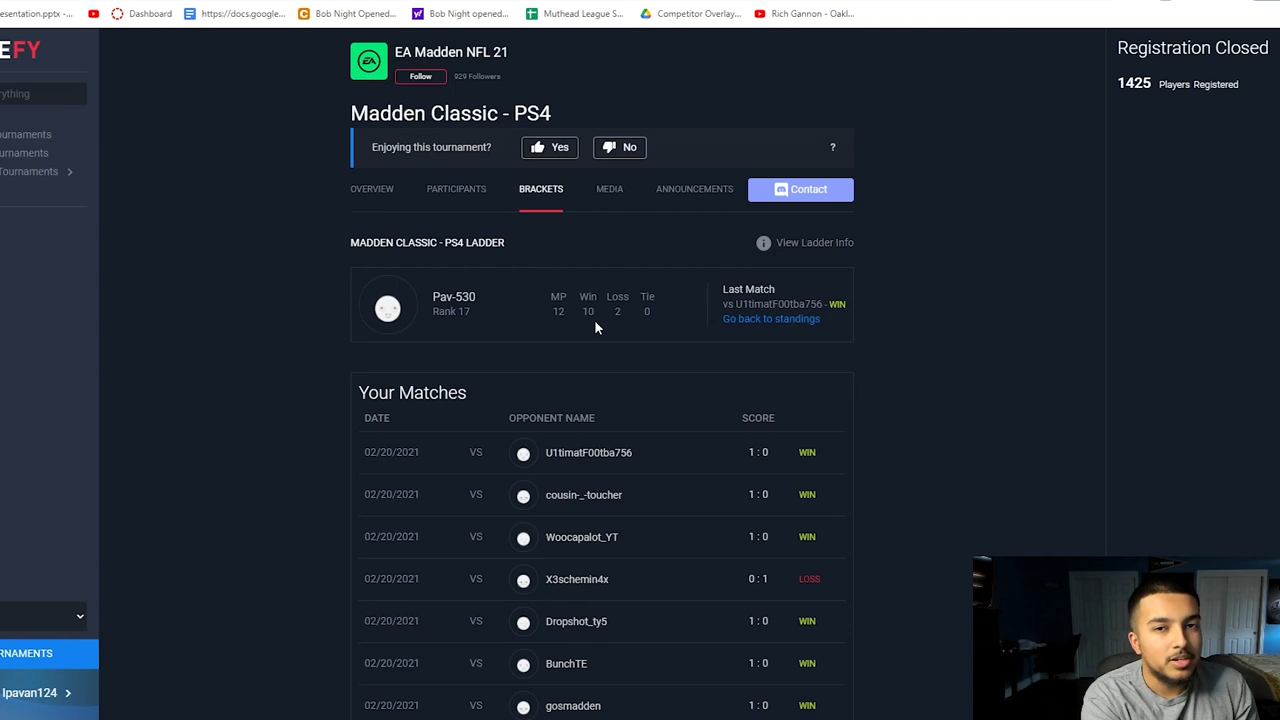 esentation.pptx -...
Dashboard
https://docs.google...
Bob Night Opened...
Bob Night opened...
Muthead League S...
Competitor Overlay...
Rich Gannon - Oakl...
EFY
rything
ournaments
urnaments
Tournaments
EA
EA Madden NFL 21
Follow
929 Followers
Madden Classic - PS4
Enjoying this tournament?
Yes
No
?
OVERVIEW
PARTICIPANTS
BRACKETS
MEDIA
ANNOUNCEMENTS
Contact
Registration Closed
1425 Players Registered
MADDEN CLASSIC - PS4 LADDER
View Ladder Info
Pav-530
Rank 17
MP Win Loss Tie
12 10 2 0
Last Match
vs U1timatF00tba756 - WIN
Go back to standings
Your Matches
DATE OPPONENT NAME SCORE
02/20/2021 VS U1timatF00tba756 1 : 0 WIN
02/20/2021 VS cousin-_-toucher 1 : 0 WIN
02/20/2021 VS Woocapalot_YT 1 : 0 WIN
02/20/2021 VS X3schemin4x 0 : 1 LOSS
02/20/2021 VS Dropshot_ty5 1 : 0 WIN
02/20/2021 VS BunchTE 1 : 0 WIN
02/20/2021 VS gosmadden 1 : 0 WIN
RNAMENTS
lpavan124